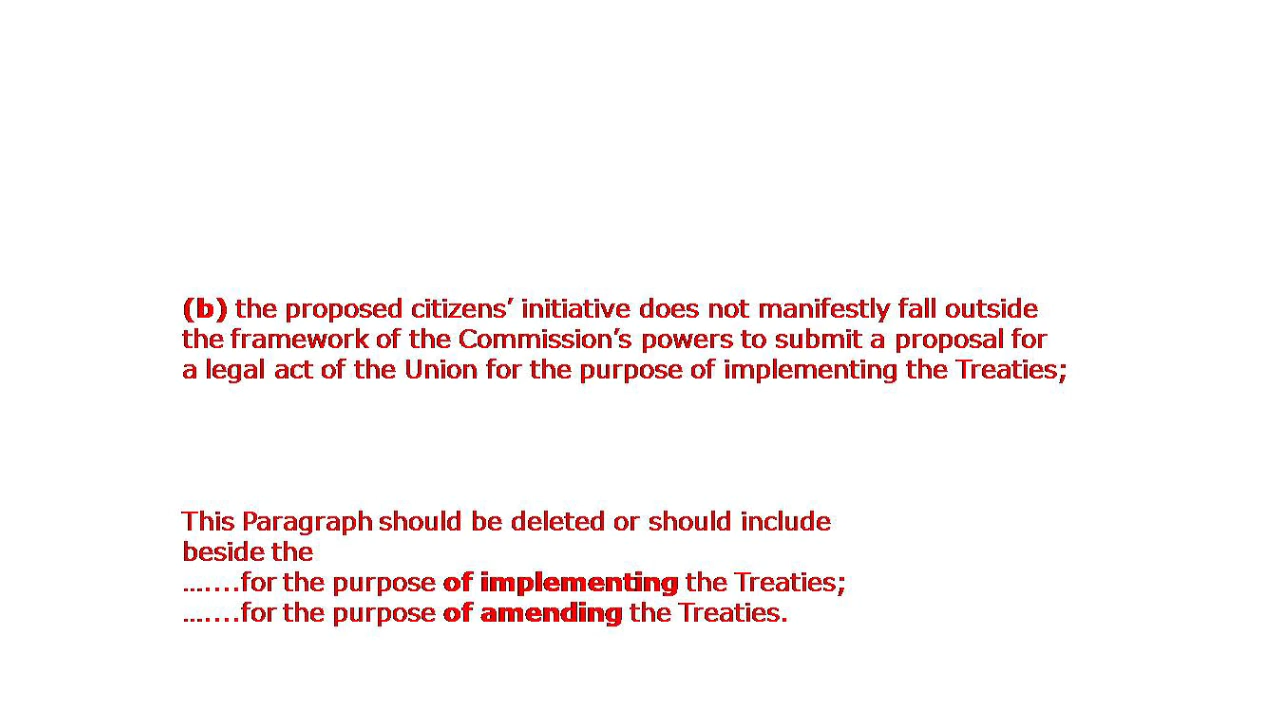 (b) the proposed citizens’ initiative does not manifestly fall outside
the framework of the Commission’s powers to submit a proposal for
a legal act of the Union for the purpose of implementing the Treaties;
This Paragraph should be deleted or should include
beside the
…….for the purpose of implementing the Treaties;
…….for the purpose of amending the Treaties.